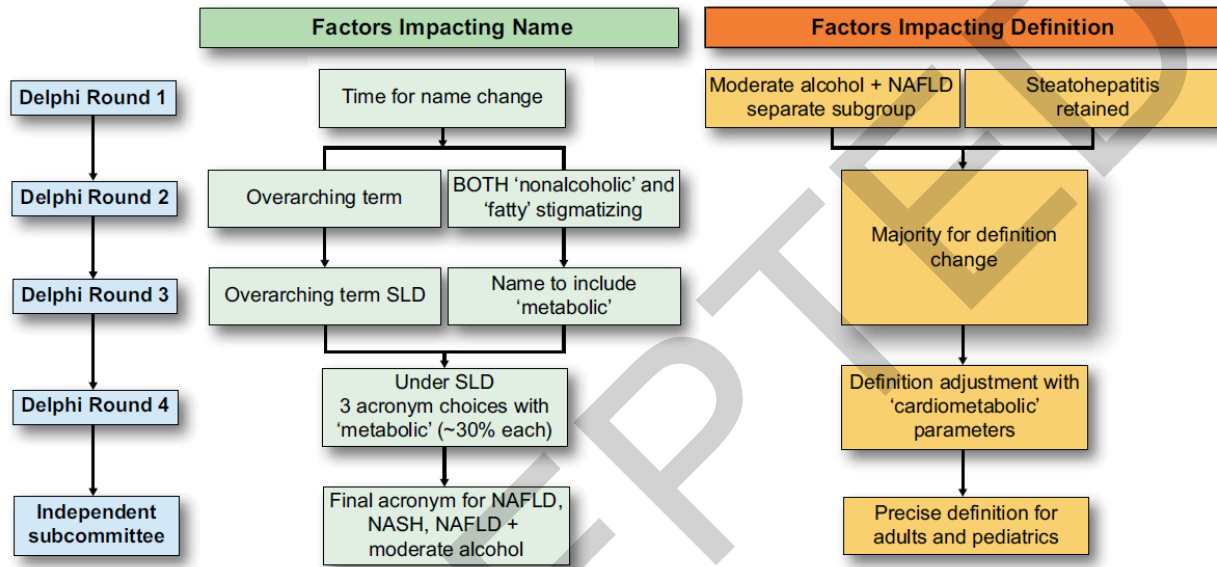 Factors Impacting Name
Factors Impacting Definition
Delphi Round 1
Time for name change
Moderate alcohol + NAFLD
separate subgroup
Steatohepatitis
retained
Delphi Round 2
Overarching term
BOTH ‘nonalcoholic’ and
‘fatty’ stigmatizing
Majority for definition
change
Delphi Round 3
Overarching term SLD
Name to include
‘metabolic’
Delphi Round 4
Under SLD
3 acronym choices with
‘metabolic’ (~30% each)
Definition adjustment with
‘cardiometabolic’
parameters
Independent
subcommittee
Final acronym for NAFLD,
NASH, NAFLD +
moderate alcohol
Precise definition for
adults and pediatrics
EPTED